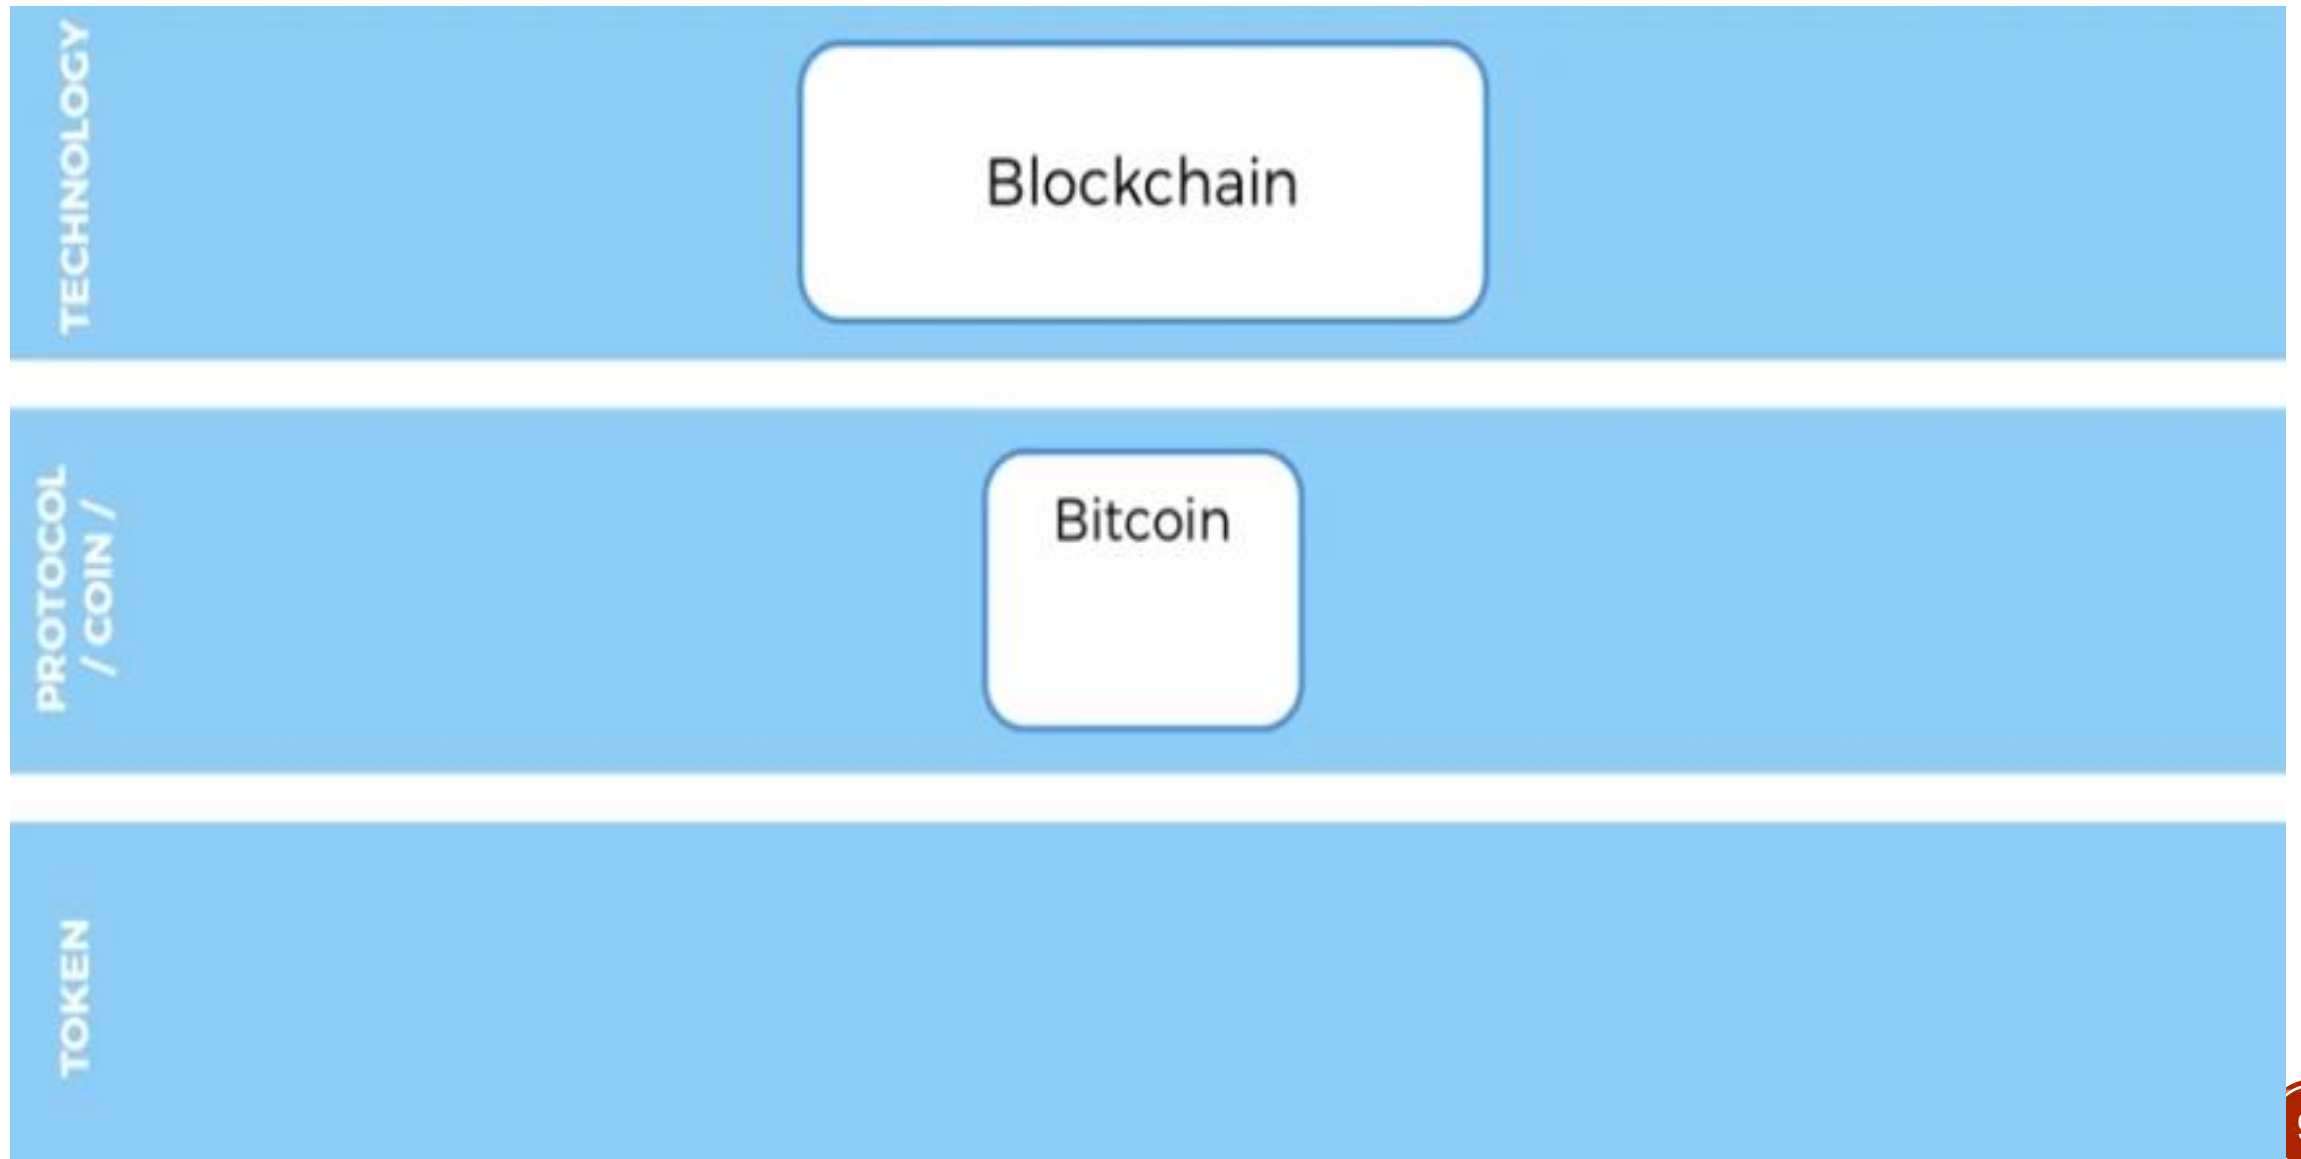 TECHNOLOGY
Blockchain
PROTOCOL
/ COIN /
Bitcoin
TOKEN